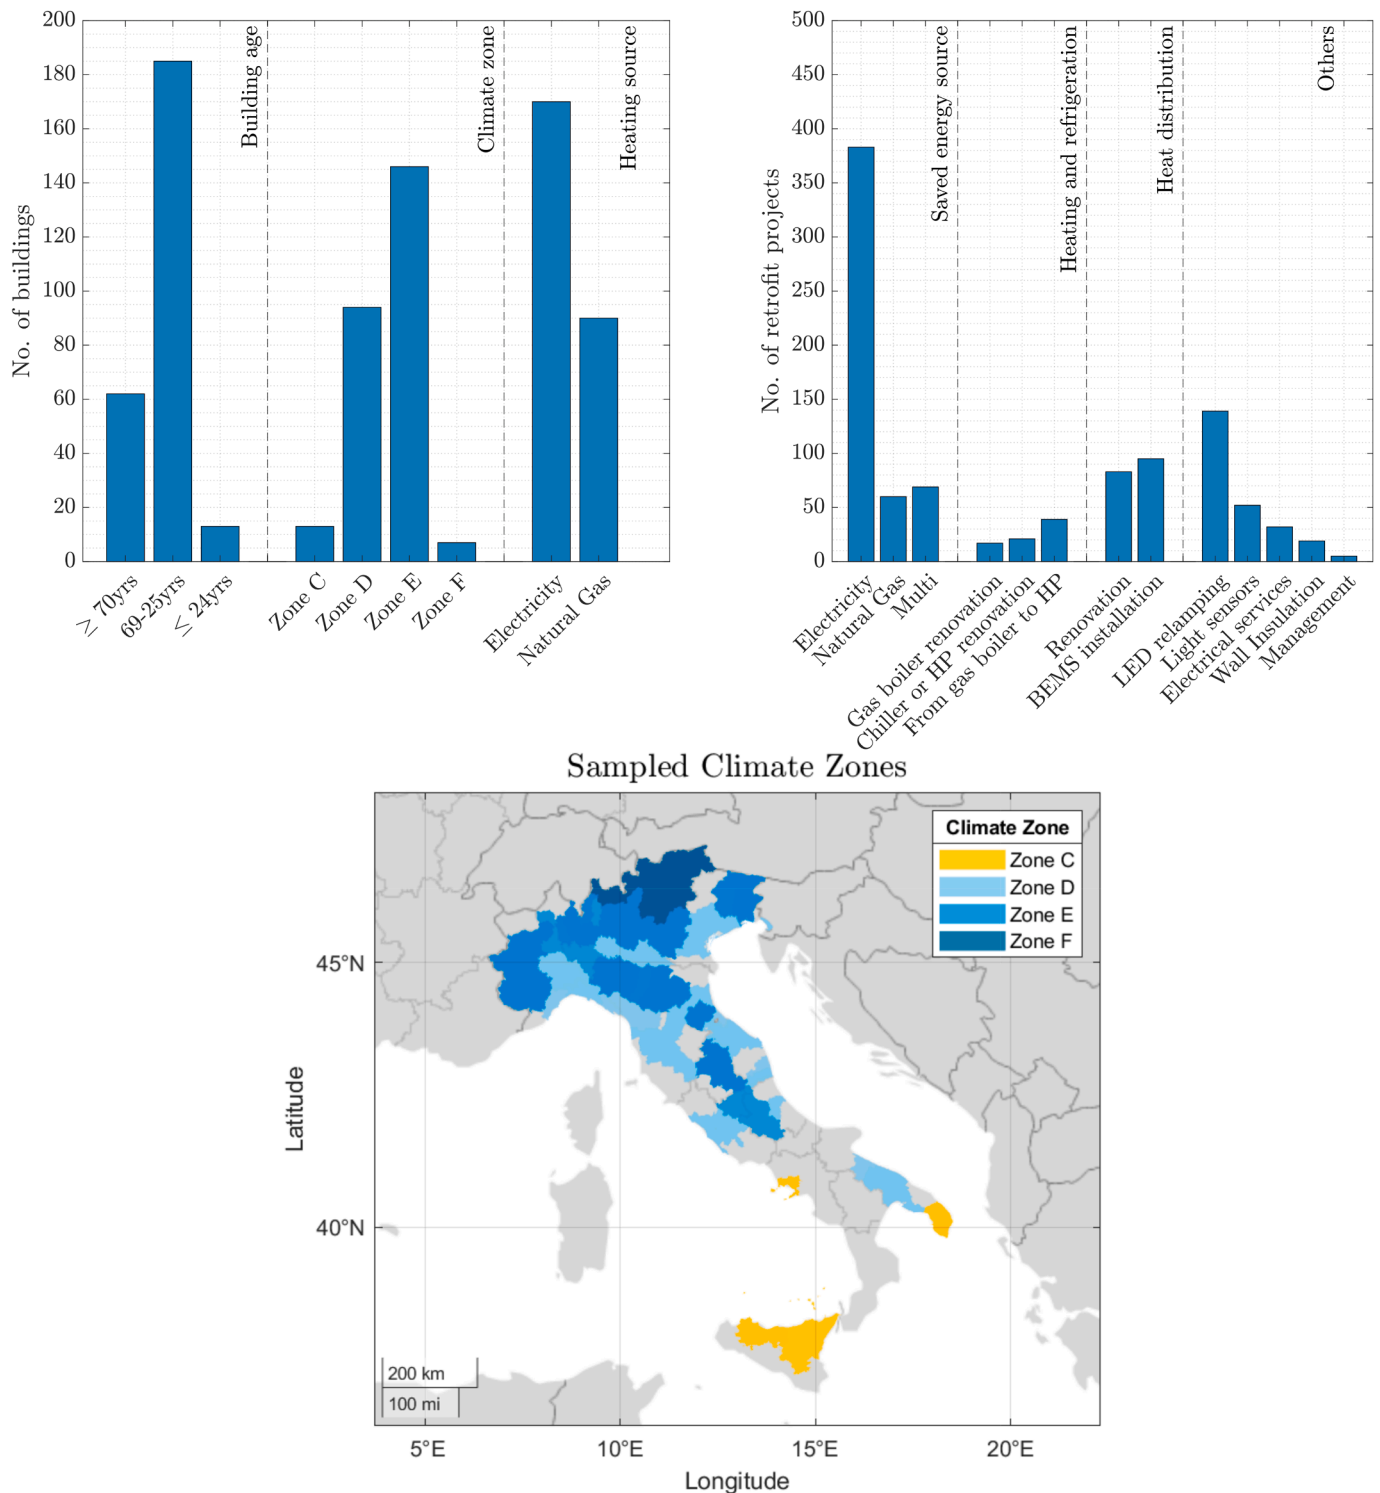 200
180
160
140
120
100
80
60
40
20
0
No. of buildings
Building age
Climate zone
Heating source
≥ 70yrs
69-25yrs
≤ 24yrs
Zone C
Zone D
Zone E
Zone F
Electricity
Natural Gas
500
450
400
350
300
250
200
150
100
50
0
No. of retrofit projects
Saved energy source
Heating and refrigeration
Heat distribution
Others
Electricity
Natural Gas
Multi
Gas boiler renovation
Chiller or HP renovation
From gas boiler to HP
Renovation
BEMS installation
LED relamping
Light sensors
Electrical services
Wall Insulation
Management
Sampled Climate Zones
Climate Zone
Zone C
Zone D
Zone E
Zone F
45°N
40°N
Latitude
200 km
100 mi
5°E
10°E
15°E
20°E
Longitude